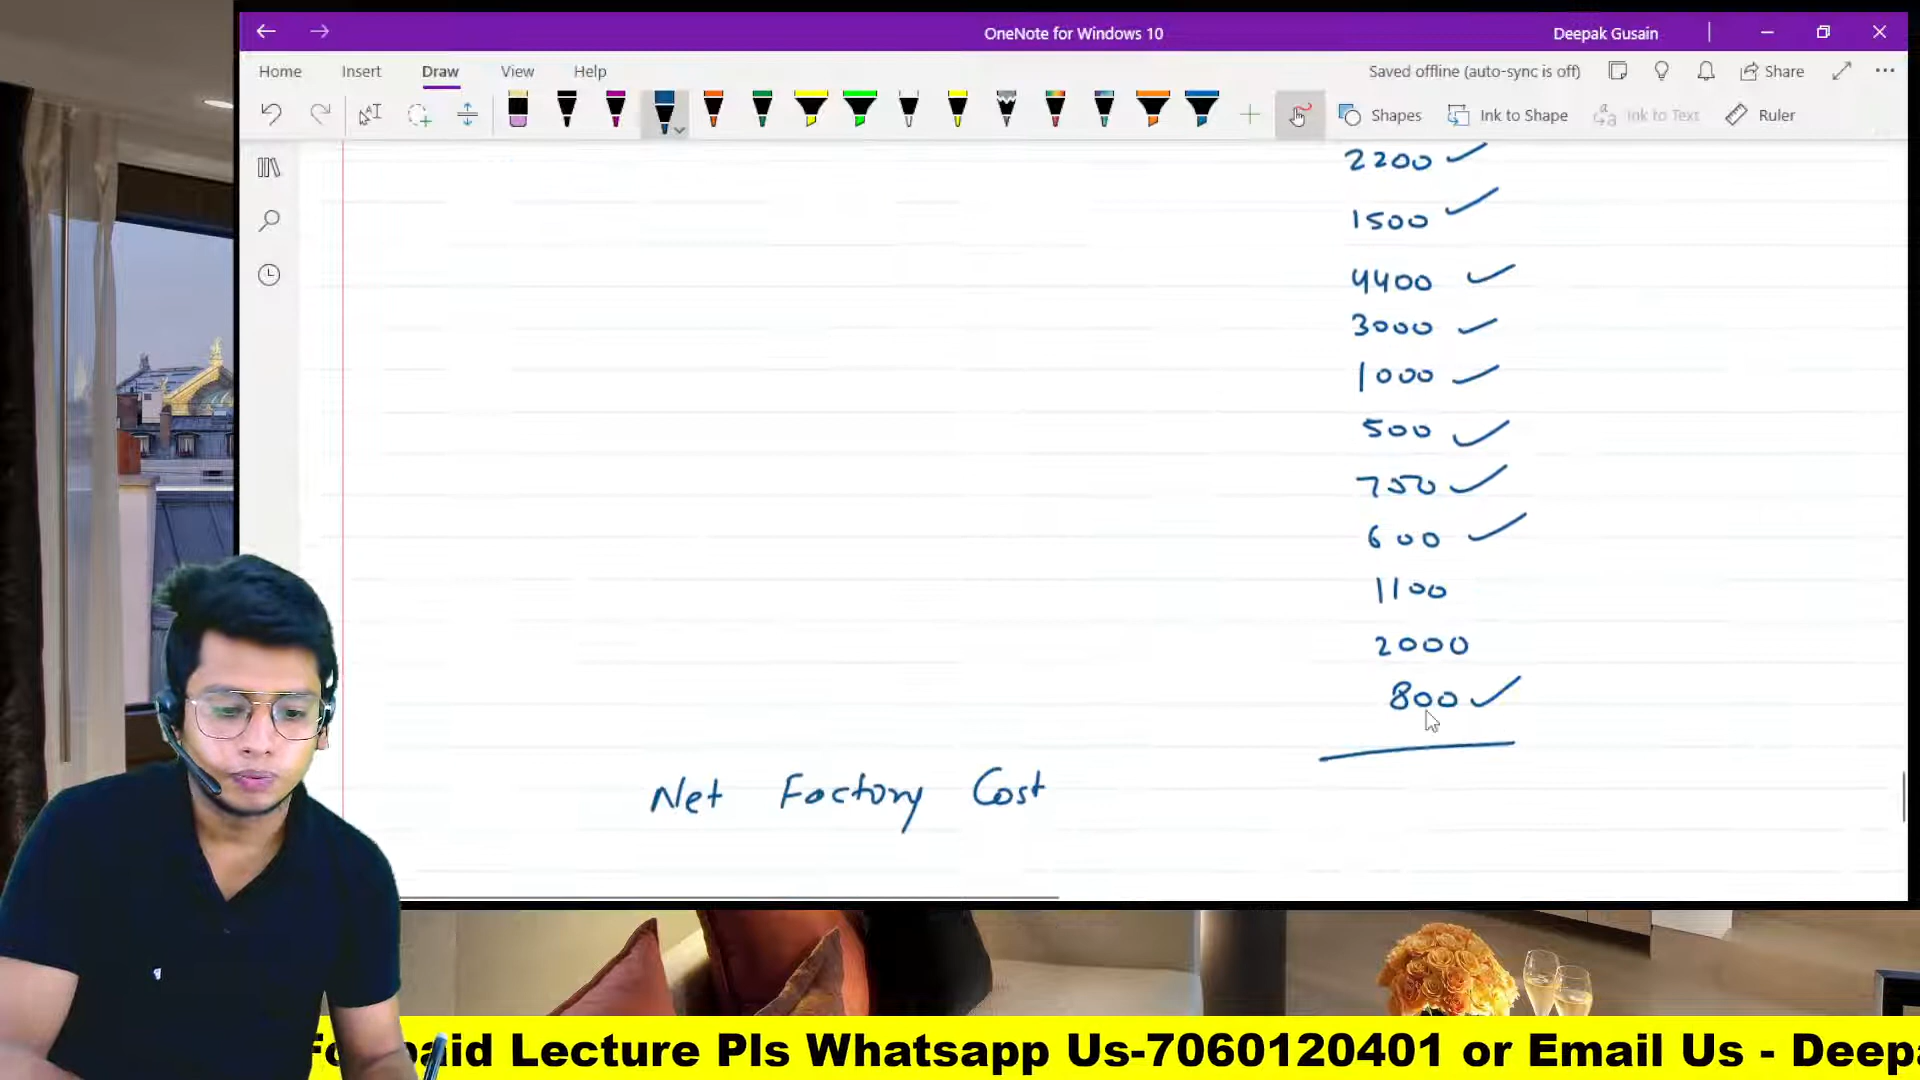 OneNote for Windows 10
Deepak Gusain
Home Insert Draw View Help
Saved offline (auto-sync is off)
Share
Shapes
Ink to Shape
Ink to Text
Ruler
2200
1500
4400
3000
1000
500
750
600
1100
2000
800
Net Factory Cost
paid Lecture Pls Whatsapp Us-7060120401 or Email Us - Deepa